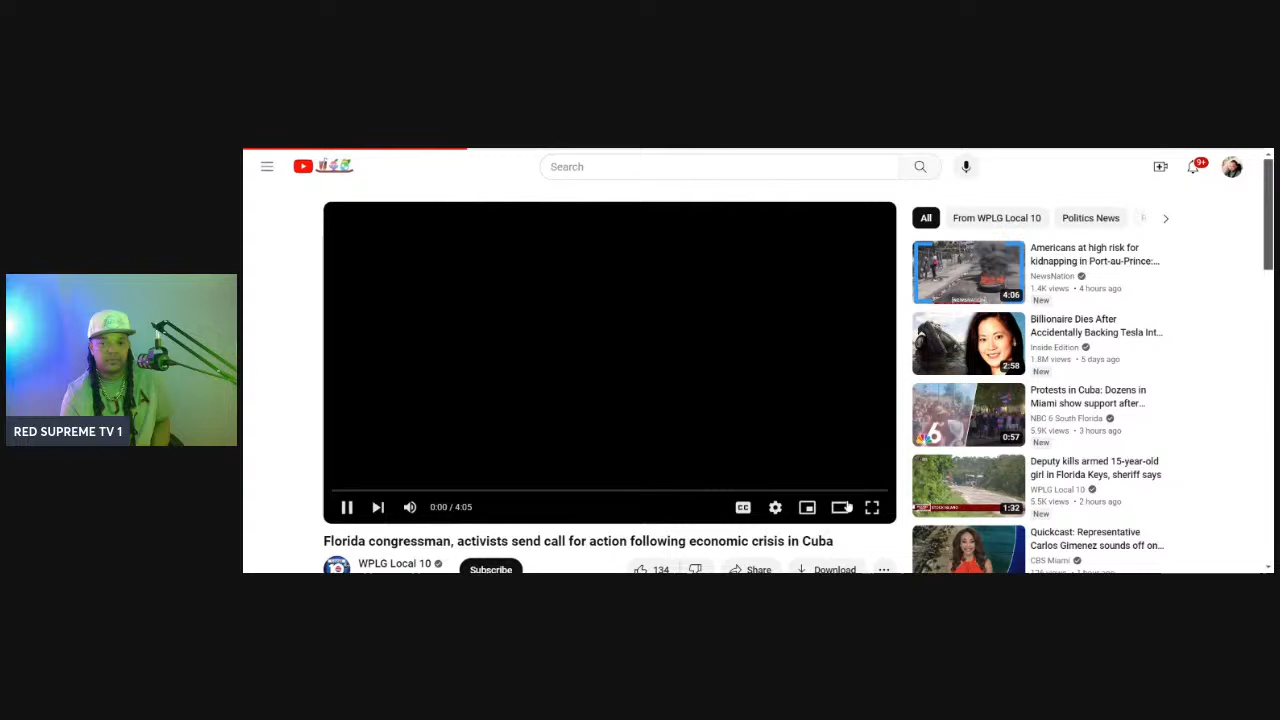 Search
9+
All
From WPLG Local 10
Politics News
Americans at high risk for
kidnapping in Port-au-Prince:...
NewsNation
1.4K views • 4 hours ago
New
4:06
Billionaire Dies After
Accidentally Backing Tesla Int...
Inside Edition
1.8M views • 5 days ago
New
2:58
Protests in Cuba: Dozens in
Miami show support after...
NBC 6 South Florida
5.9K views • 3 hours ago
New
6
0:57
Deputy kills armed 15-year-old
girl in Florida Keys, sheriff says
WPLG Local 10
5.5K views • 2 hours ago
New
1:32
Quickcast: Representative
Carlos Gimenez sounds off on...
CBS Miami
RED SUPREME TV 1
0:00 / 4:05
CC
Florida congressman, activists send call for action following economic crisis in Cuba
WPLG Local 10
Subscribe
134
Share
Download